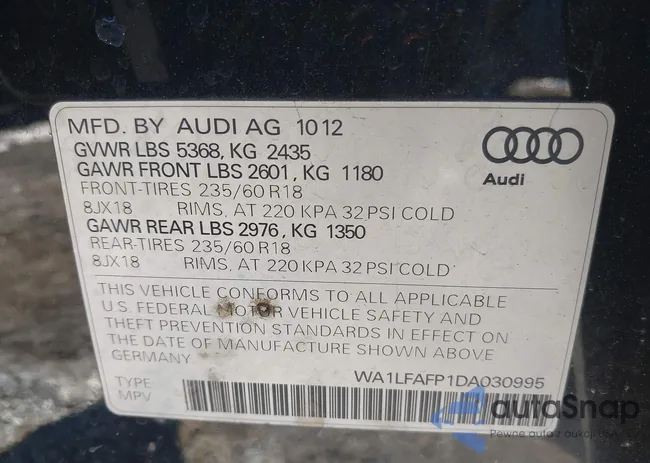 MFD. BY AUDI AG 1012
GVWR LBS 5368, KG 2435
GAWR FRONT LBS 2601, KG 1180
FRONT-TIRES 235/60 R18
8JX18 RIMS, AT 220 KPA 32 PSI COLD
GAWR REAR LBS 2976, KG 1350
REAR-TIRES 235/60 R18
8JX18 RIMS, AT 220 KPA 32 PSI COLD
Audi
THIS VEHICLE CONFORMS TO ALL APPLICABLE
U.S. FEDERAL MOTOR VEHICLE SAFETY AND
THEFT PREVENTION STANDARDS IN EFFECT ON
THE DATE OF MANUFACTURE SHOWN ABOVE
GERMANY
WA1LFAFP1DA030995
TYPE
MPV
autoSnap
Pewne auta z aukcji USA